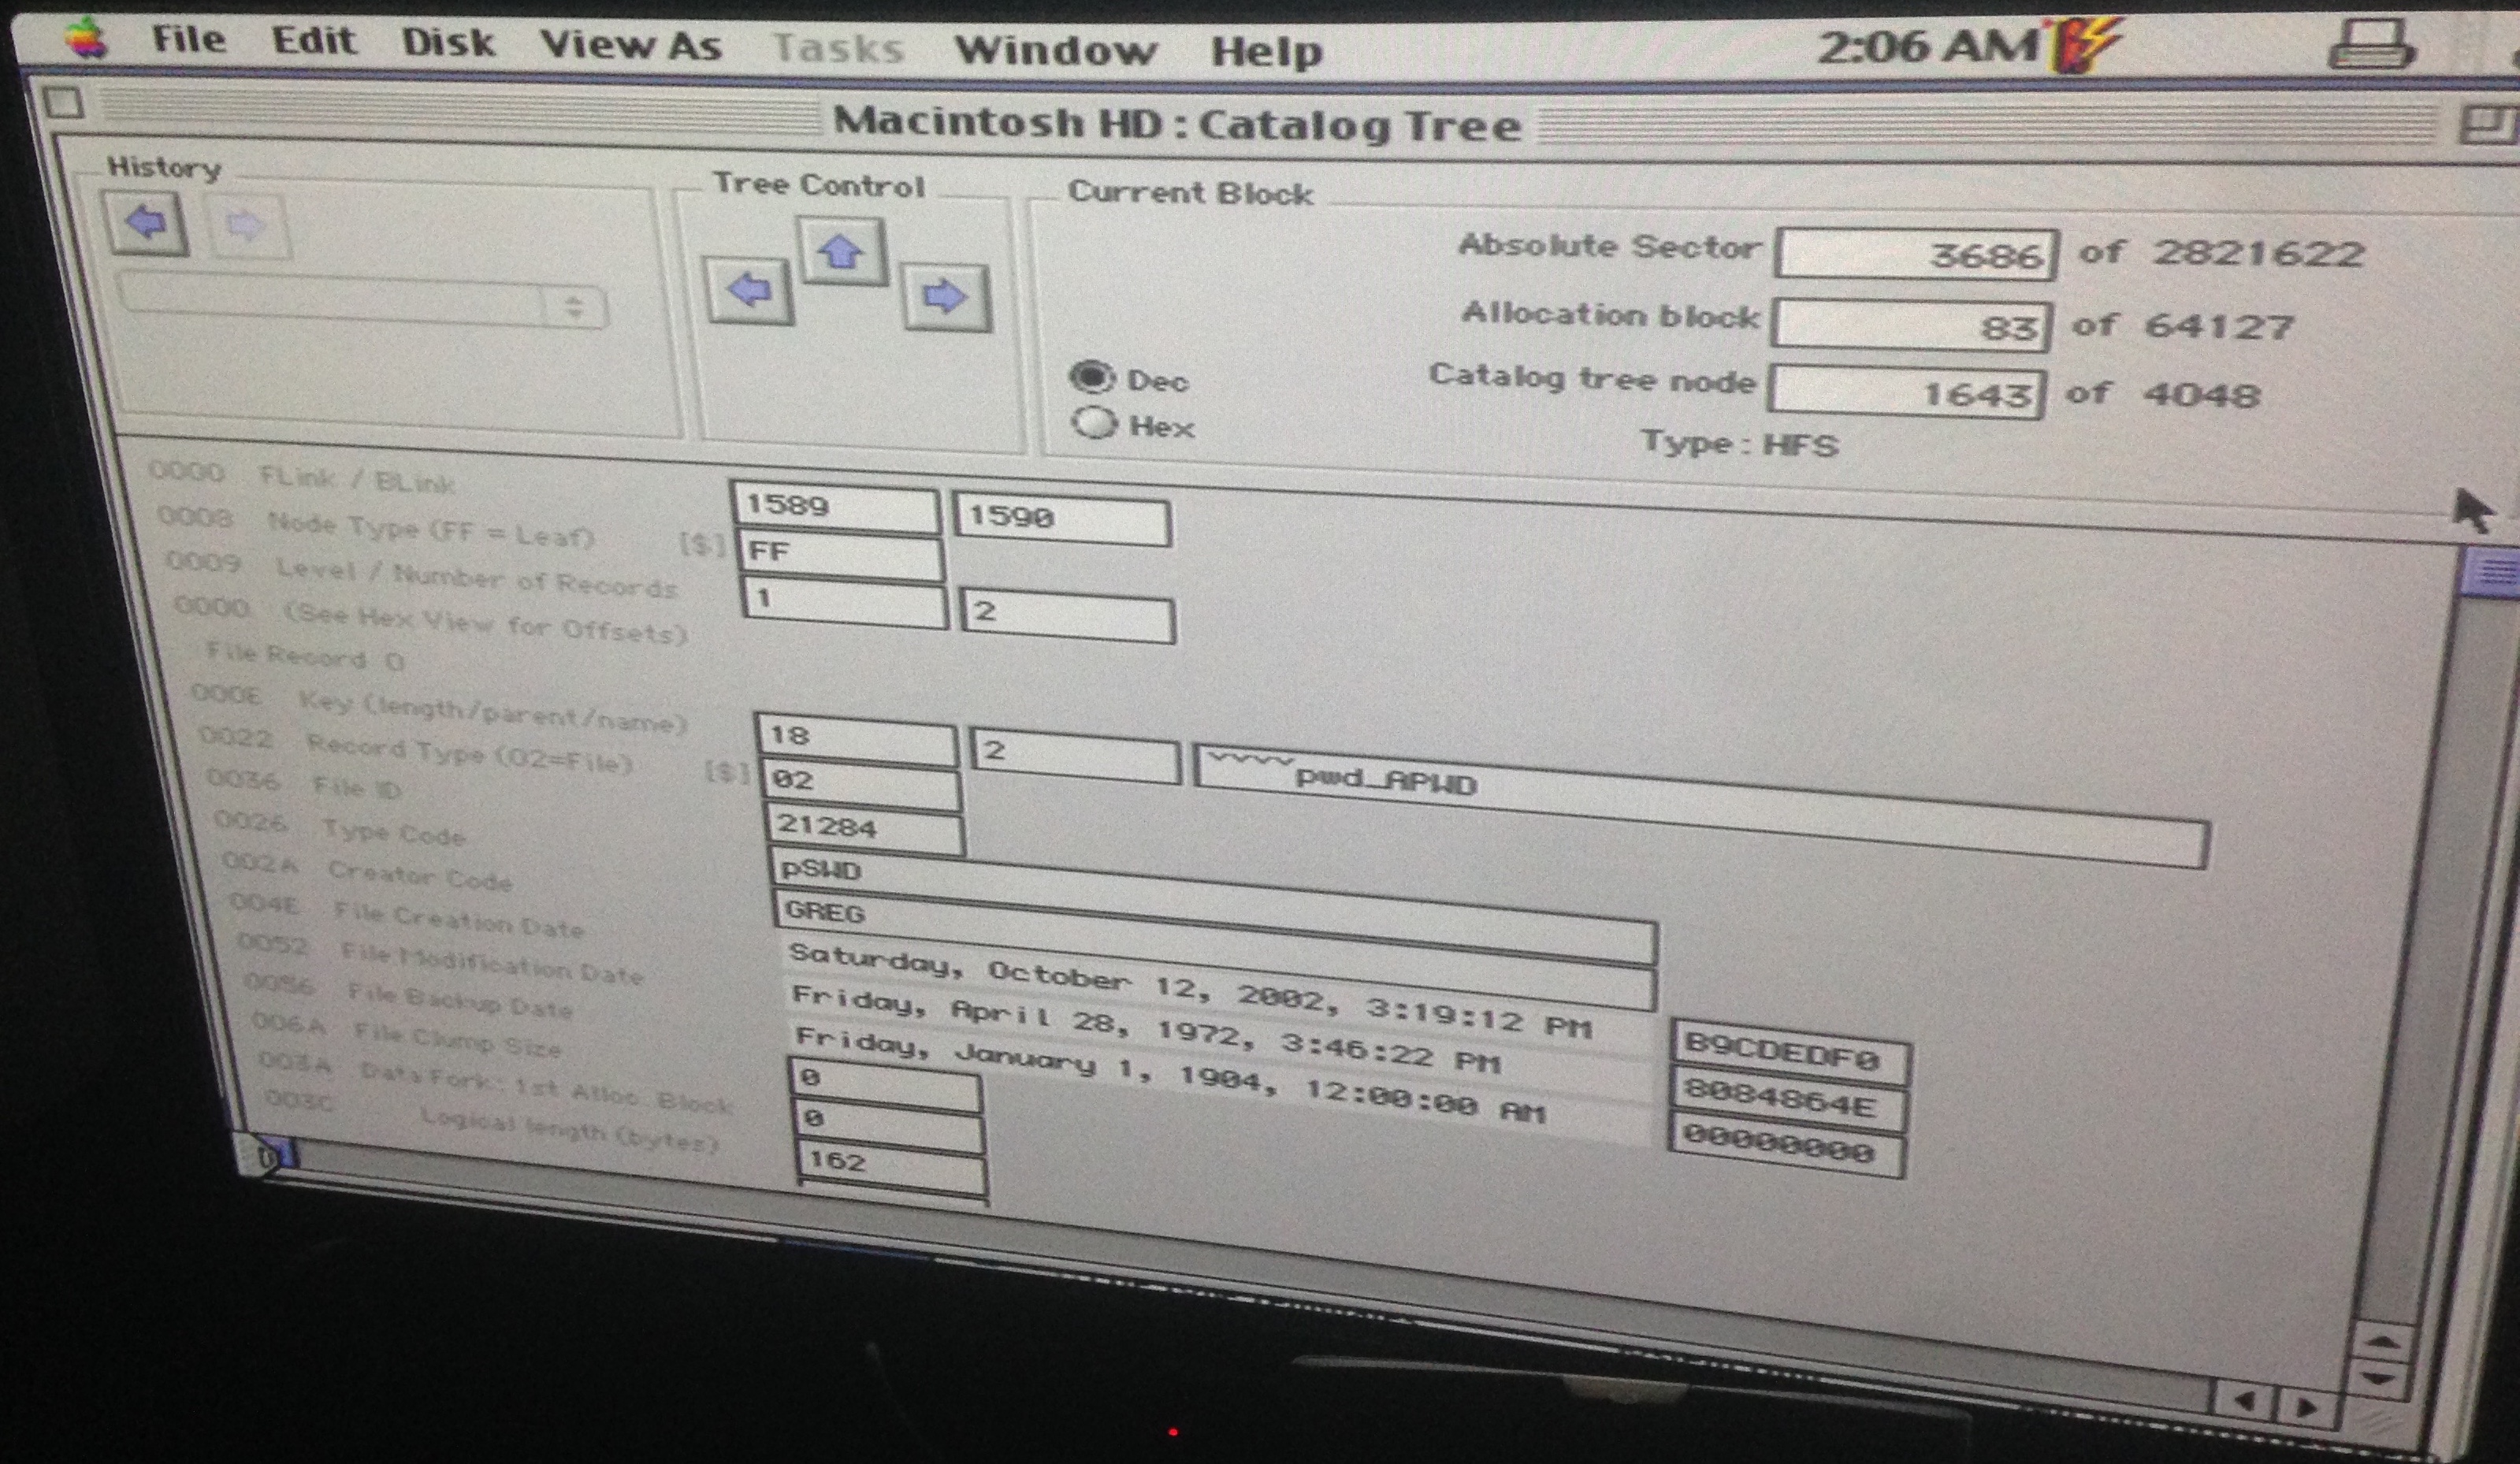 File Edit Disk View As Tasks Window Help 2:06 AM
Macintosh HD : Catalog Tree
History
Tree Control
Current Block
Absolute Sector 3686 of 2821622
Allocation block 83 of 64127
Catalog tree node 1643 of 4048
Dec
Hex
Type : HFS
0000 FLink / BLink 1589 1590
0008 Node Type (FF = Leaf) [$] FF
0009 Level / Number of Records 1 2
0000 (See Hex View for Offsets)
File Record 0
000E Key (length/parent/name) 18 2 ˇˇˇˇpwd_APWD
0022 Record Type (02=File) [$] 02
0036 File ID 21284
0026 Type Code pSWD
002A Creator Code GREG
004E File Creation Date Saturday, October 12, 2002, 3:19:12 PM B9CDEDF0
0052 File Modification Date Friday, April 28, 1972, 3:46:22 PM 8084864E
0056 File Backup Date Friday, January 1, 1904, 12:00:00 AM 00000000
006A File Clump Size 0
003A Data Fork: 1st Alloc. Block 0
003C Logical length (bytes) 162